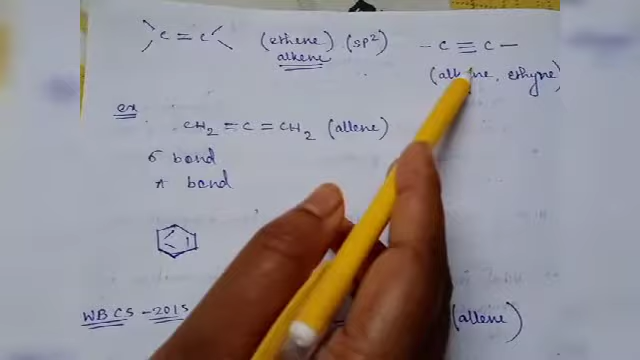 C = C (ethene) (sp²) – C ≡ C –
alkene
(alkyne, ethyne)
ex
CH₂ = C = CH₂ (allene)
σ bond
π bond
WBCS – 2015 (allene)